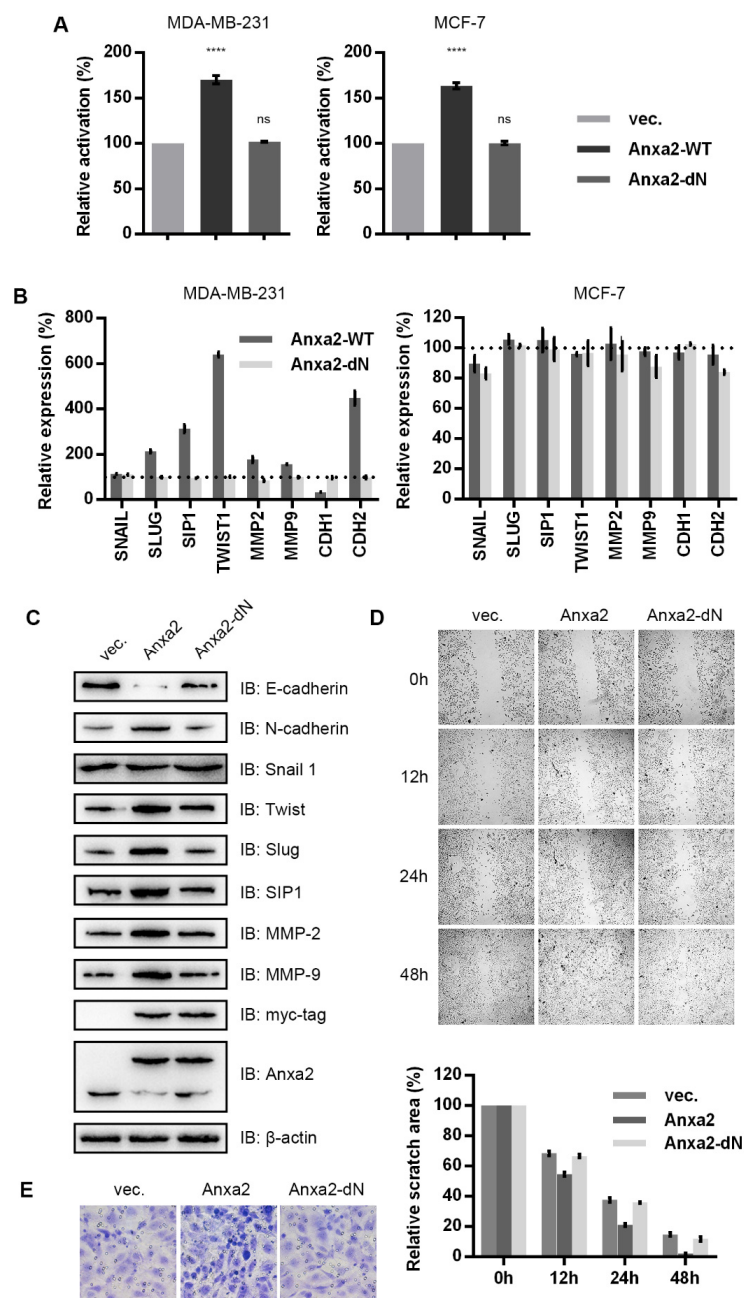 A
MDA-MB-231
MCF-7
Relative activation (%)
200
150
100
50
0
****
ns
Relative activation (%)
200
150
100
50
0
****
ns
vec.
Anxa2-WT
Anxa2-dN
B
MDA-MB-231
MCF-7
Relative expression (%)
800
600
400
200
0
Anxa2-WT
Anxa2-dN
SNAIL
SLUG
SIP1
TWIST1
MMP2
MMP9
CDH1
CDH2
Relative expression (%)
120
100
80
60
40
20
0
SNAIL
SLUG
SIP1
TWIST1
MMP2
MMP9
CDH1
CDH2
C
vec.
Anxa2
Anxa2-dN
IB: E-cadherin
IB: N-cadherin
IB: Snail 1
IB: Twist
IB: Slug
IB: SIP1
IB: MMP-2
IB: MMP-9
IB: myc-tag
IB: Anxa2
IB: β-actin
D
vec. Anxa2 Anxa2-dN
0h
12h
24h
48h
Relative scratch area (%)
120
100
80
60
40
20
0
vec.
Anxa2
Anxa2-dN
0h 12h 24h 48h
E
vec. Anxa2 Anxa2-dN